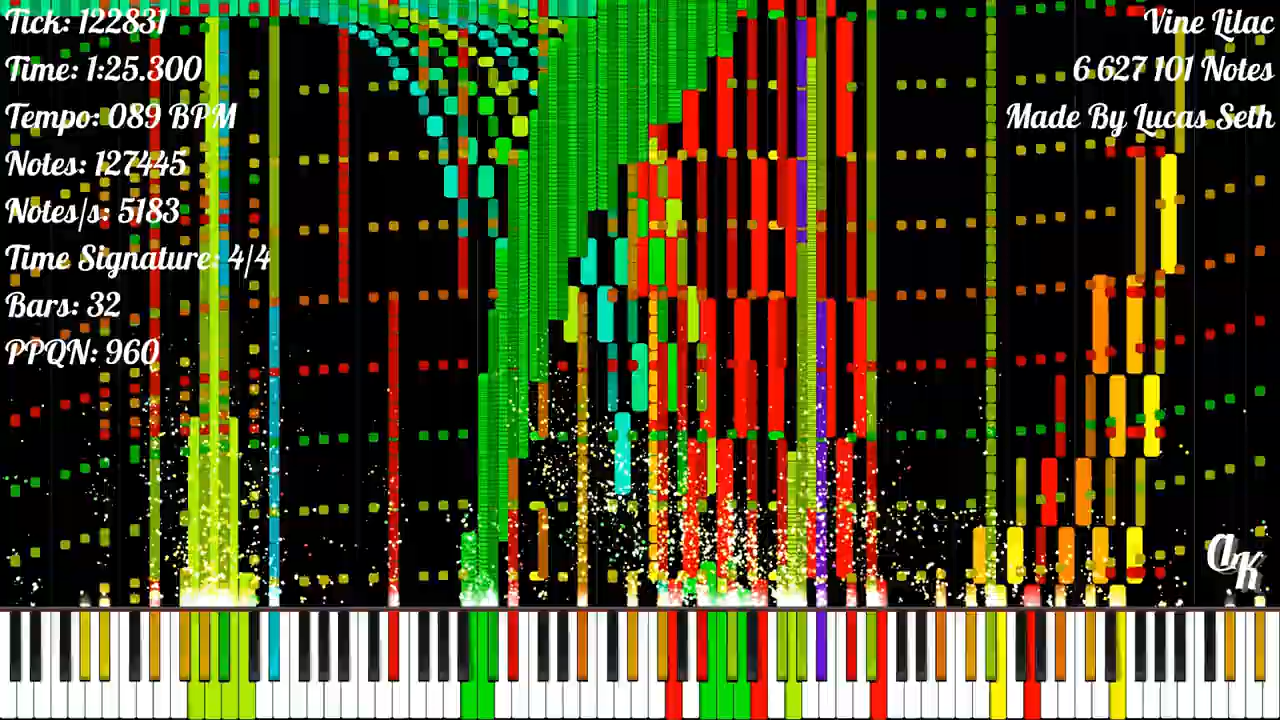 Tick: 122831
Time: 1:25.300
Tempo: 089 BPM
Notes: 127445
Notes/s: 5183
Time Signature: 4/4
Bars: 32
PPQN: 960
Vine Lilac
6 627 101 Notes
Made By Lucas Seth
AK